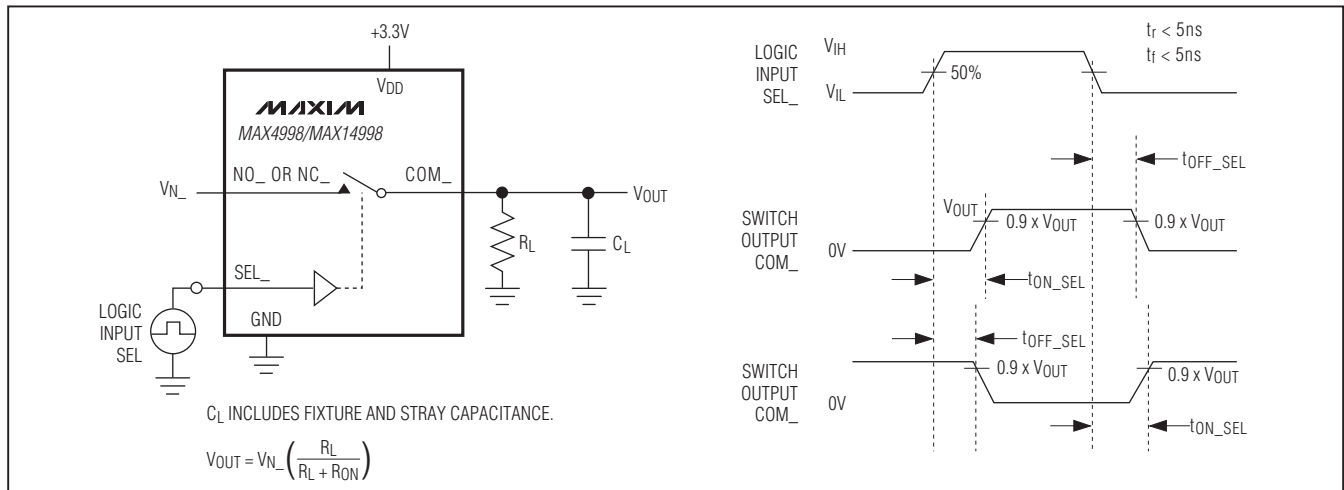 +3.3V
VDD
MAXIM
MAX4998/MAX14998
NO_ OR NC_
COM_
VN_
VOUT
RL
CL
SEL_
LOGIC
INPUT
SEL
GND
CL INCLUDES FIXTURE AND STRAY CAPACITANCE.
VOUT = VN_ ( RL / RL + RON )
LOGIC
INPUT
SEL_
VIH
VIL
50%
tr < 5ns
tf < 5ns
tOFF_SEL
SWITCH
OUTPUT
COM_
VOUT
0V
0.9 x VOUT
0.9 x VOUT
tON_SEL
tOFF_SEL
SWITCH
OUTPUT
COM_
0V
0.9 x VOUT
0.9 x VOUT
tON_SEL